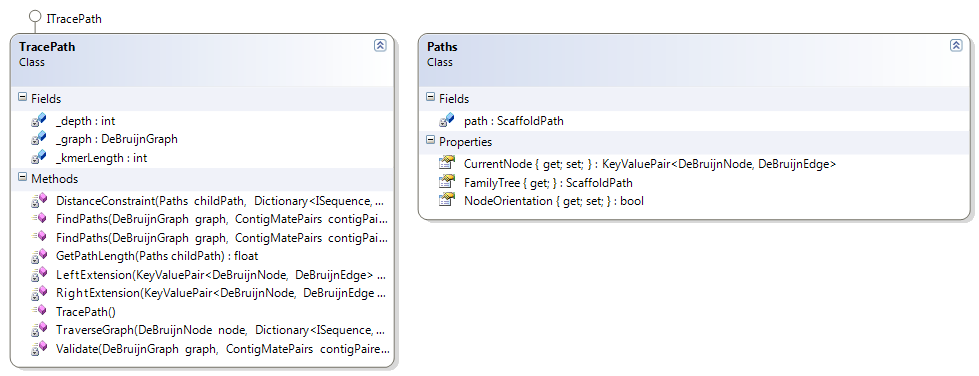 ITracePath
TracePath
Class
Fields
_depth : int
_graph : DeBruijnGraph
_kmerLength : int
Methods
DistanceConstraint(Paths childPath, Dictionary<ISequence, ...
FindPaths(DeBruijnGraph graph, ContigMatePairs contigPai...
FindPaths(DeBruijnGraph graph, ContigMatePairs contigPai...
GetPathLength(Paths childPath) : float
LeftExtension(KeyValuePair<DeBruijnNode, DeBruijnEdge> ...
RightExtension(KeyValuePair<DeBruijnNode, DeBruijnEdge ...
TracePath()
TraverseGraph(DeBruijnNode node, Dictionary<ISequence, ...
Validate(DeBruijnGraph graph, ContigMatePairs contigPaire...
Paths
Class
Fields
path : ScaffoldPath
Properties
CurrentNode { get; set; } : KeyValuePair<DeBruijnNode, DeBruijnEdge>
FamilyTree { get; } : ScaffoldPath
NodeOrientation { get; set; } : bool